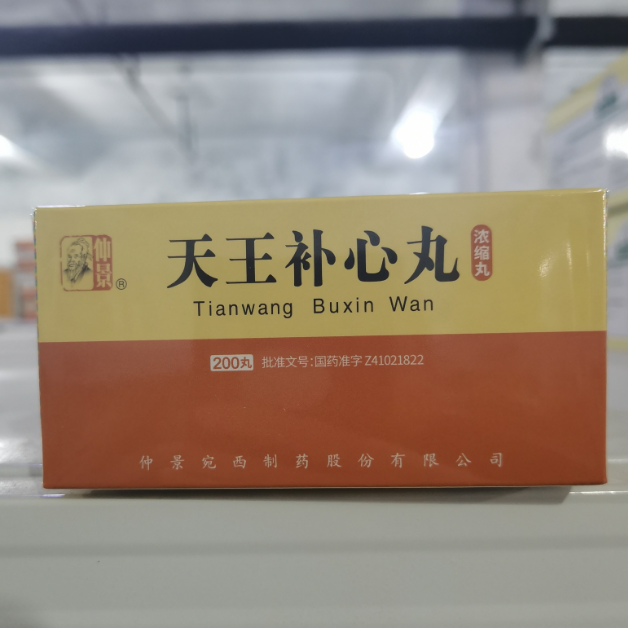 仲景
®
天王补心丸
浓缩丸
Tianwang Buxin Wan
200丸 批准文号:国药准字 Z41021822
仲景宛西制药股份有限公司